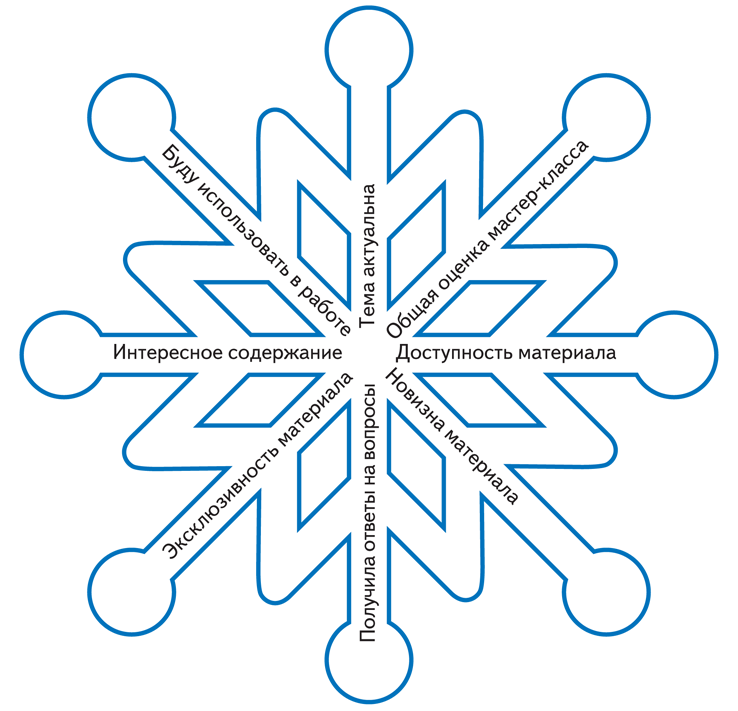 Тема актуальна
Общая оценка мастер-класса
Доступность материала
Новизна материала
Получила ответы на вопросы
Эксклюзивность материала
Интересное содержание
Буду использовать в работе